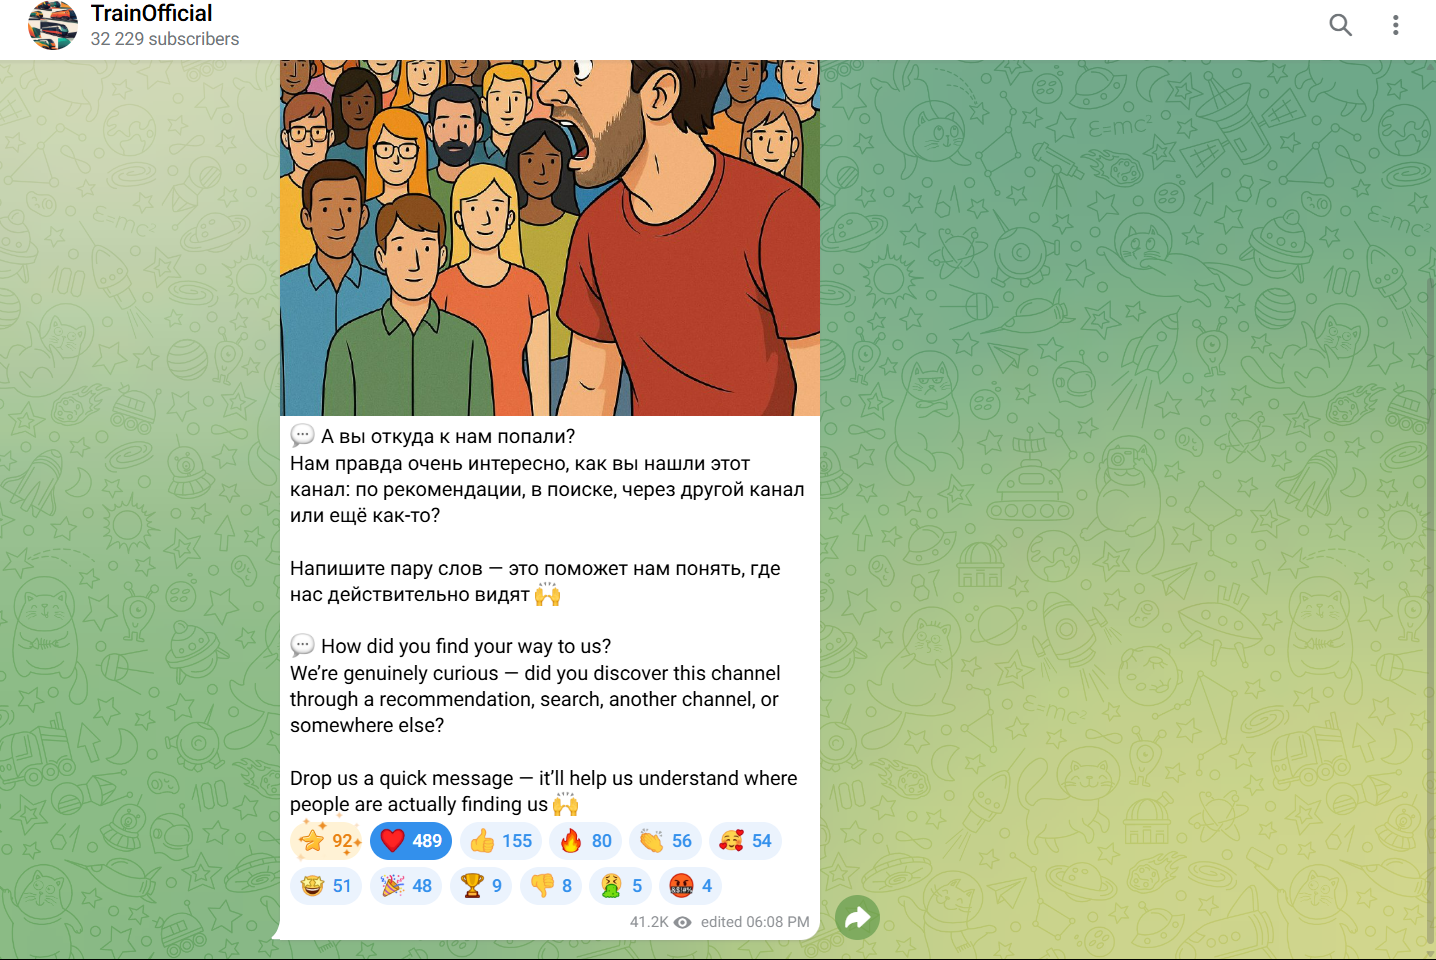 TrainOfficial
32 229 subscribers
💬 А вы откуда к нам попали?
Нам правда очень интересно, как вы нашли этот
канал: по рекомендации, в поиске, через другой канал
или ещё как-то?
Напишите пару слов — это поможет нам понять, где
нас действительно видят 🙌
💬 How did you find your way to us?
We’re genuinely curious — did you discover this channel
through a recommendation, search, another channel, or
somewhere else?
Drop us a quick message — it’ll help us understand where
people are actually finding us 🙌
⭐ 92 ❤️ 489 👍 155 🔥 80 👏 56 🥰 54
🤩 51 🎉 48 🏆 9 👎 8 🤮 5 🤬 4
41.2K edited 06:08 PM